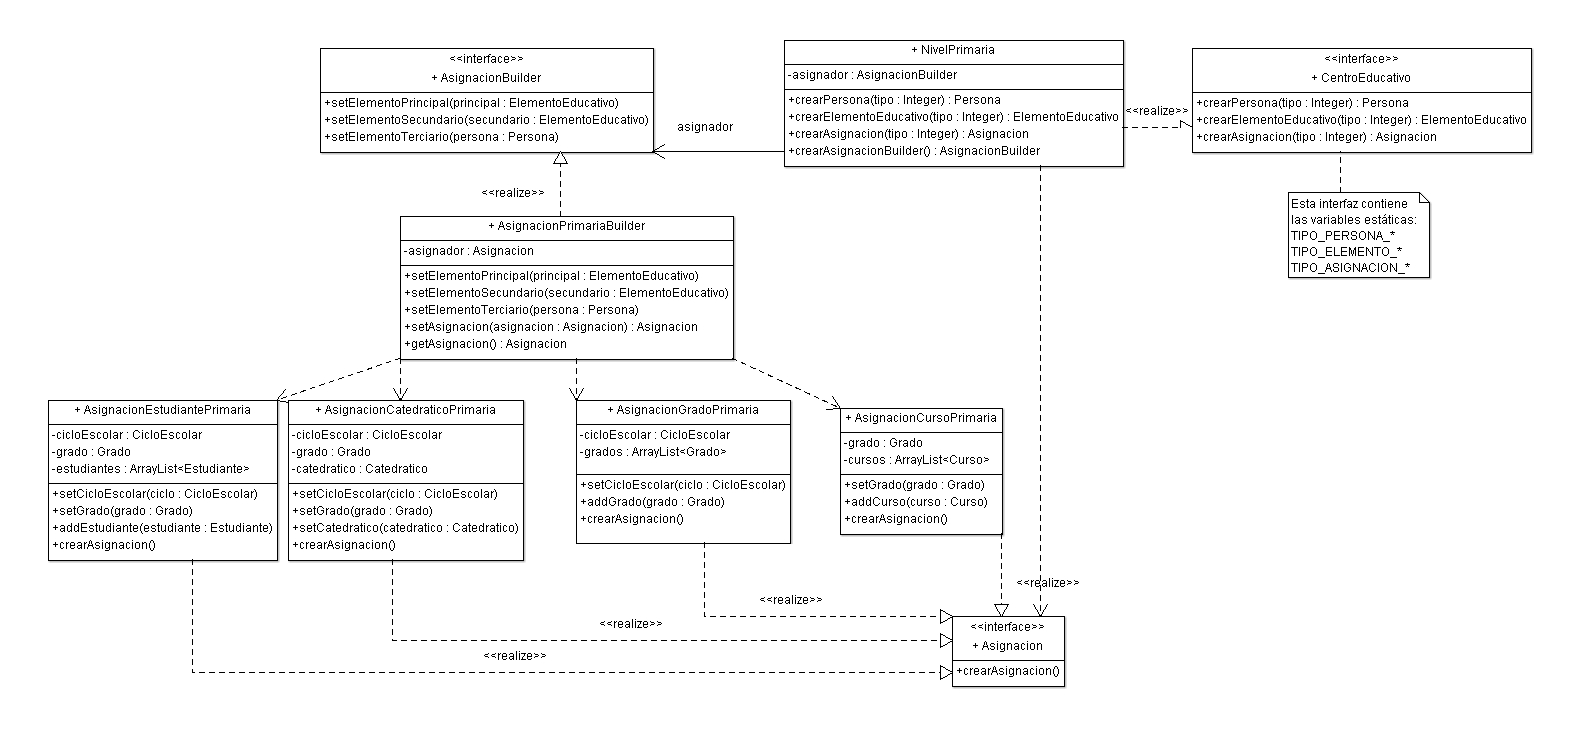 <<interface>>
+ AsignacionBuilder
+setElementoPrincipal(principal : ElementoEducativo)
+setElementoSecundario(secundario : ElementoEducativo)
+setElementoTerciario(persona : Persona)
asignador
+ NivelPrimaria
-asignador : AsignacionBuilder
+crearPersona(tipo : Integer) : Persona
+crearElementoEducativo(tipo : Integer) : ElementoEducativo
+crearAsignacion(tipo : Integer) : Asignacion
+crearAsignacionBuilder() : AsignacionBuilder
<<realize>>
<<interface>>
+ CentroEducativo
+crearPersona(tipo : Integer) : Persona
+crearElementoEducativo(tipo : Integer) : ElementoEducativo
+crearAsignacion(tipo : Integer) : Asignacion
Esta interfaz contiene
las variables estáticas:
TIPO_PERSONA_*
TIPO_ELEMENTO_*
TIPO_ASIGNACION_*
<<realize>>
+ AsignacionPrimariaBuilder
-asignador : Asignacion
+setElementoPrincipal(principal : ElementoEducativo)
+setElementoSecundario(secundario : ElementoEducativo)
+setElementoTerciario(persona : Persona)
+setAsignacion(asignacion : Asignacion) : Asignacion
+getAsignacion() : Asignacion
+ AsignacionEstudiantePrimaria
-cicloEscolar : CicloEscolar
-grado : Grado
-estudiantes : ArrayList<Estudiante>
+setCicloEscolar(ciclo : CicloEscolar)
+setGrado(grado : Grado)
+addEstudiante(estudiante : Estudiante)
+crearAsignacion()
+ AsignacionCatedraticoPrimaria
-cicloEscolar : CicloEscolar
-grado : Grado
-catedratico : Catedratico
+setCicloEscolar(ciclo : CicloEscolar)
+setGrado(grado : Grado)
+setCatedratico(catedratico : Catedratico)
+crearAsignacion()
+ AsignacionGradoPrimaria
-cicloEscolar : CicloEscolar
-grados : ArrayList<Grado>
+setCicloEscolar(ciclo : CicloEscolar)
+addGrado(grado : Grado)
+crearAsignacion()
+ AsignacionCursoPrimaria
-grado : Grado
-cursos : ArrayList<Curso>
+setGrado(grado : Grado)
+addCurso(curso : Curso)
+crearAsignacion()
<<realize>>
<<realize>>
<<realize>>
<<realize>>
<<interface>>
+ Asignacion
+crearAsignacion()